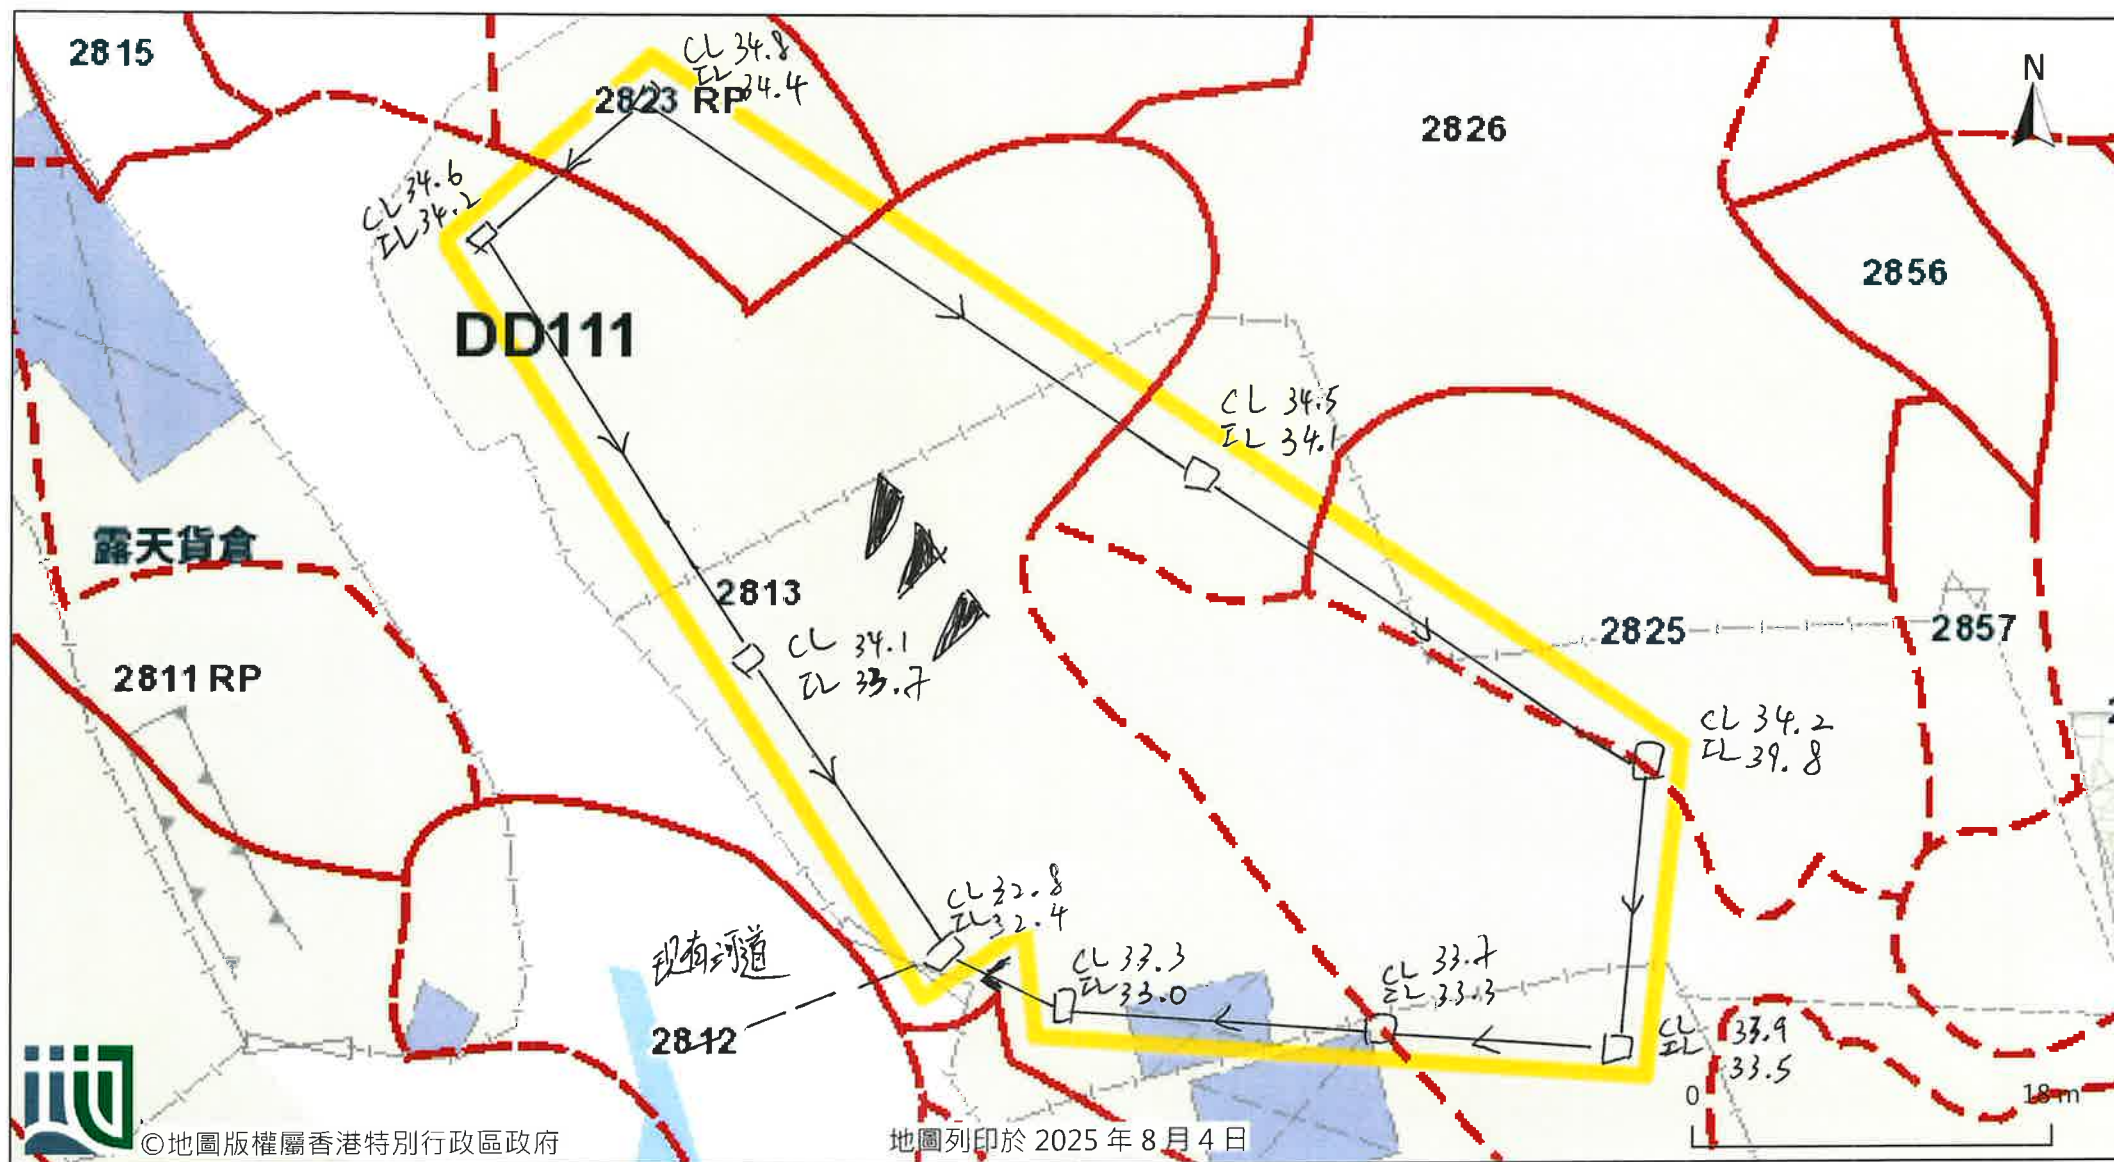 2815
CL 34.8
IL 34.4
2823 RP
N
2826
CL 34.6
IL 34.2
2856
DD111
CL 34.5
IL 34.1
露天貨倉
2813
2825
2857
CL 34.1
IL 33.7
2811 RP
CL 34.2
IL 39.8
CL 32.8
IL 32.4
現有河道
CL 33.3
IL 33.0
CL 33.7
IL 33.3
2812
CL 33.9
IL 33.5
0 18 m
©地圖版權屬香港特別行政區政府
地圖列印於 2025 年 8 月 4 日